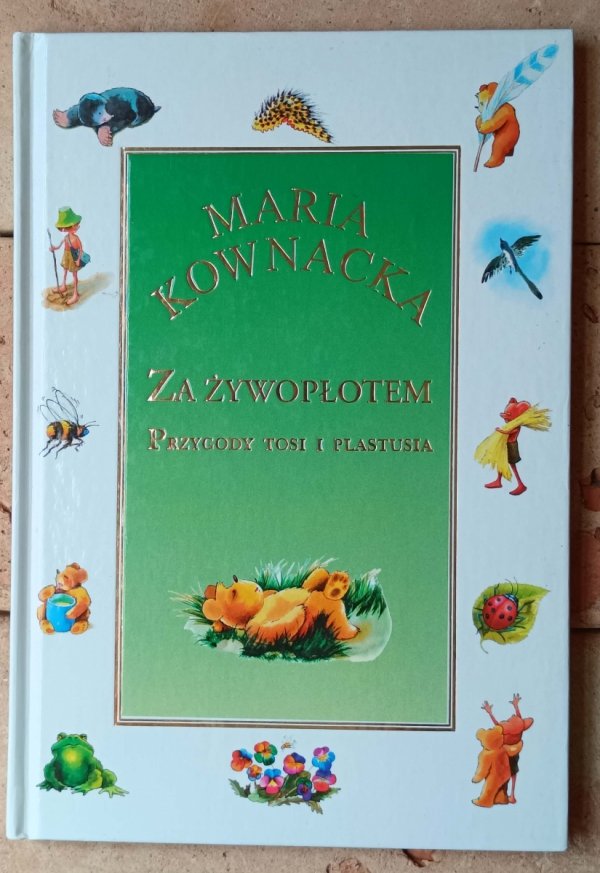 MARIA
KOWNACKA
ZA ŻYWOPŁOTEM
PRZYGODY TOSI I PLASTUSIA